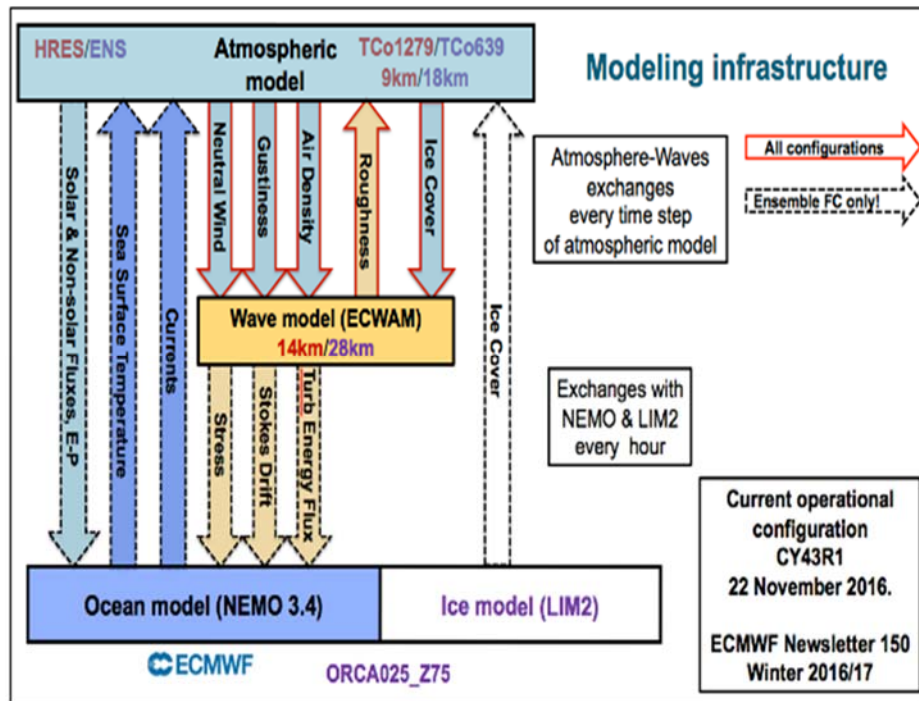 HRES/ENS
Atmospheric
model
TCo1279/TCo639
9km/18km
Modeling infrastructure
Solar & Non-solar Fluxes, E-P
Sea Surface Temperature
Currents
Neutral Wind
Gustiness
Air Density
Roughness
Ice Cover
Ice Cover
Atmosphere-Waves
exchanges
every time step
of atmospheric model
All configurations
Ensemble FC only!
Wave model (ECWAM)
14km/28km
Stress
Stokes Drift
Turb Energy Flux
Exchanges with
NEMO & LIM2
every hour
Current operational
configuration
CY43R1
22 November 2016.
ECMWF Newsletter 150
Winter 2016/17
Ocean model (NEMO 3.4)
Ice model (LIM2)
ECMWF
ORCA025_Z75